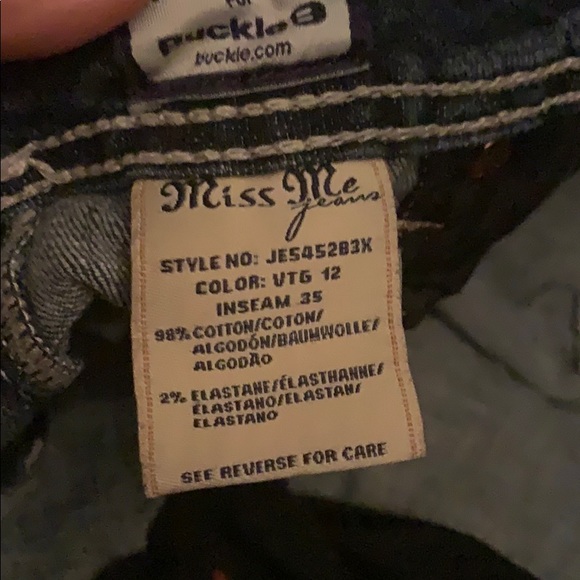 FOR
buckle
buckle.com
Miss Me
jeans
STYLE NO: JE5452B3X
COLOR: VTG 12
INSEAM 35
98% COTTON/COTON/
ALGODÓN/BAUMWOLLE/
ALGODÃO
2% ELASTANE/ÉLASTHANNE/
ELASTANO/ELASTAN/
ELASTANO
SEE REVERSE FOR CARE